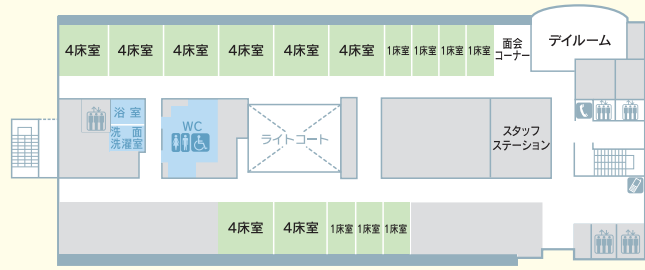 4床室
4床室
4床室
4床室
4床室
4床室
1床室
1床室
1床室
1床室
面会
コーナー
デイルーム
浴 室
洗 面
洗濯室
WC
ライトコート
スタッフ
ステーション
4床室
4床室
1床室
1床室
1床室